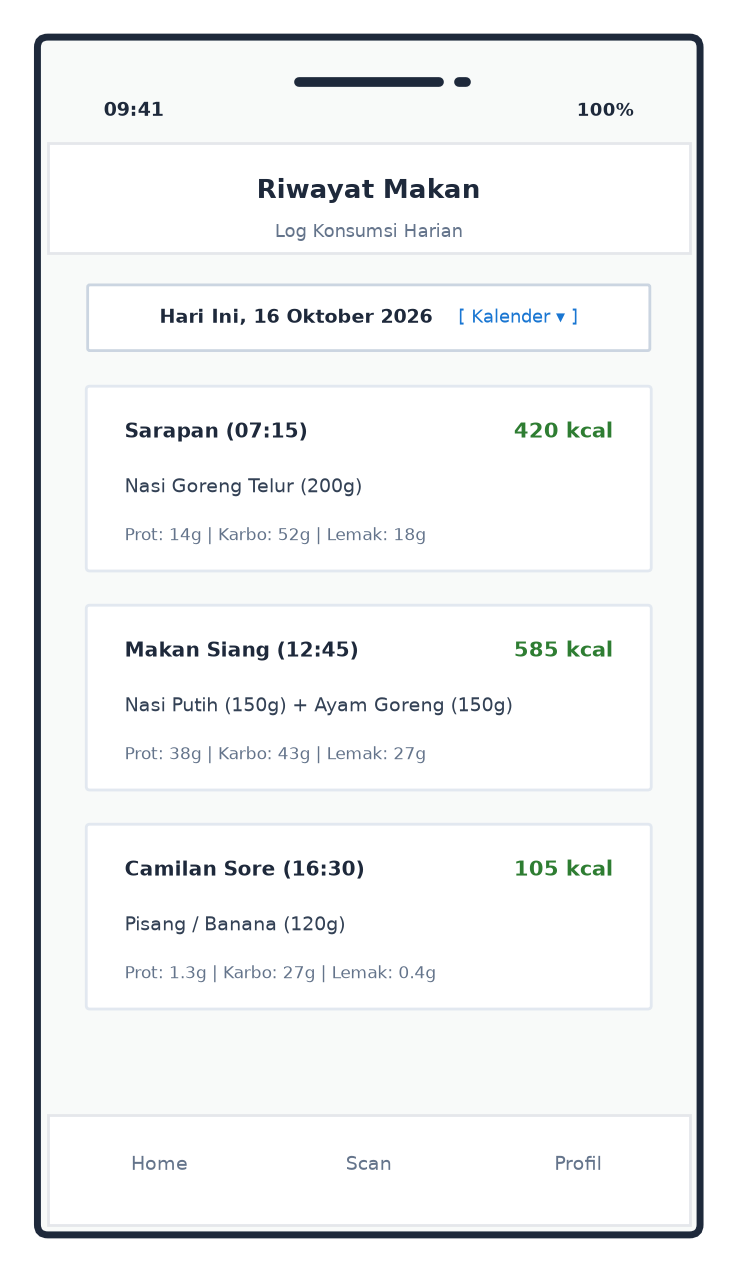 09:41 100%
Riwayat Makan
Log Konsumsi Harian
Hari Ini, 16 Oktober 2026 [ Kalender ▾ ]
Sarapan (07:15) 420 kcal
Nasi Goreng Telur (200g)
Prot: 14g | Karbo: 52g | Lemak: 18g
Makan Siang (12:45) 585 kcal
Nasi Putih (150g) + Ayam Goreng (150g)
Prot: 38g | Karbo: 43g | Lemak: 27g
Camilan Sore (16:30) 105 kcal
Pisang / Banana (120g)
Prot: 1.3g | Karbo: 27g | Lemak: 0.4g
Home Scan Profil